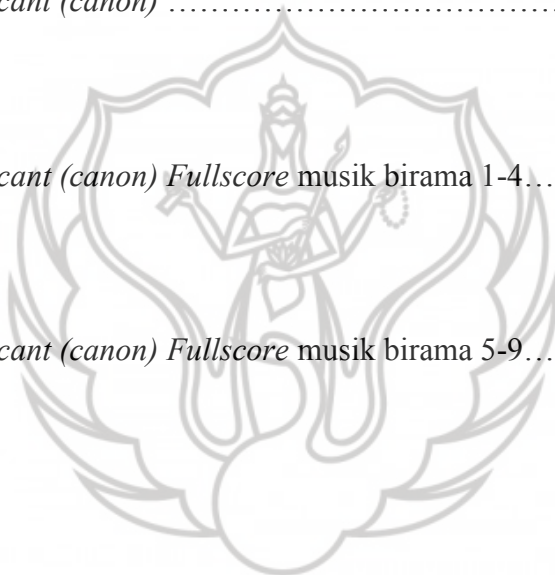 cant (canon) ………………………………
cant (canon) Fullscore musik birama 1-4…
cant (canon) Fullscore musik birama 5-9…